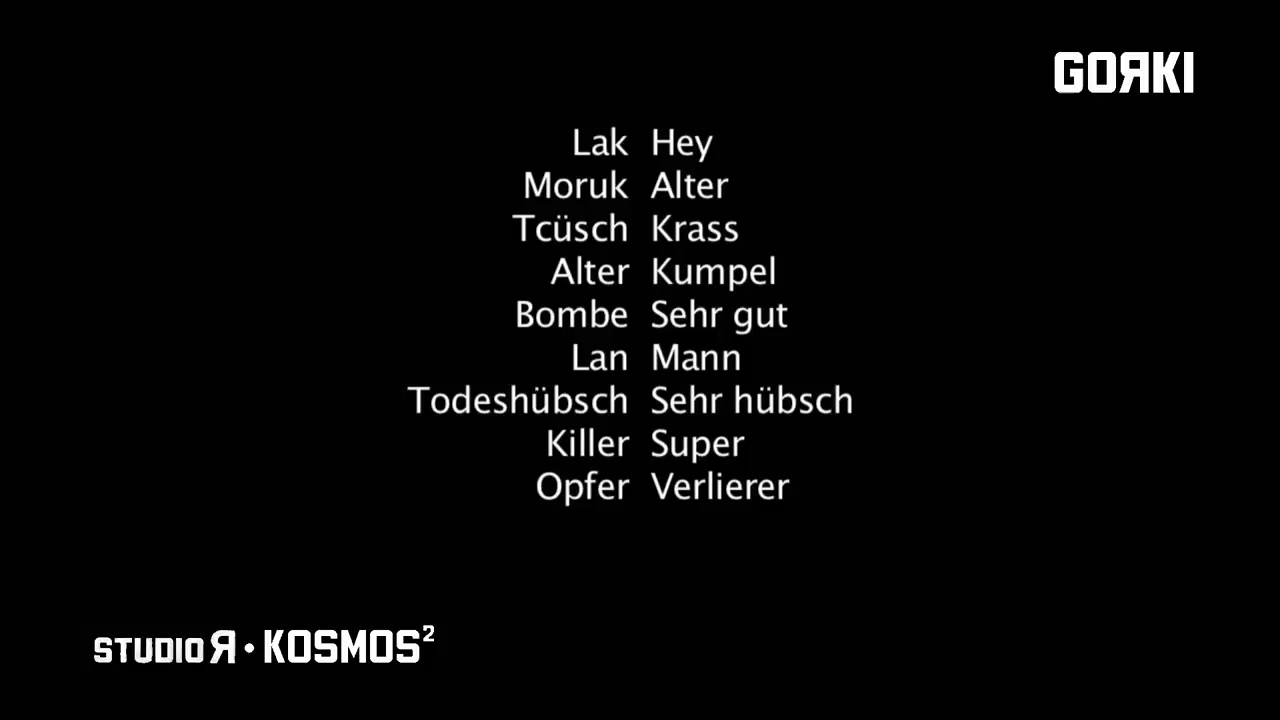 GOЯKI
Lak Hey
Moruk Alter
Tcüsch Krass
Alter Kumpel
Bombe Sehr gut
Lan Mann
Todeshübsch Sehr hübsch
Killer Super
Opfer Verlierer
STUDIO Я • KOSMOS²